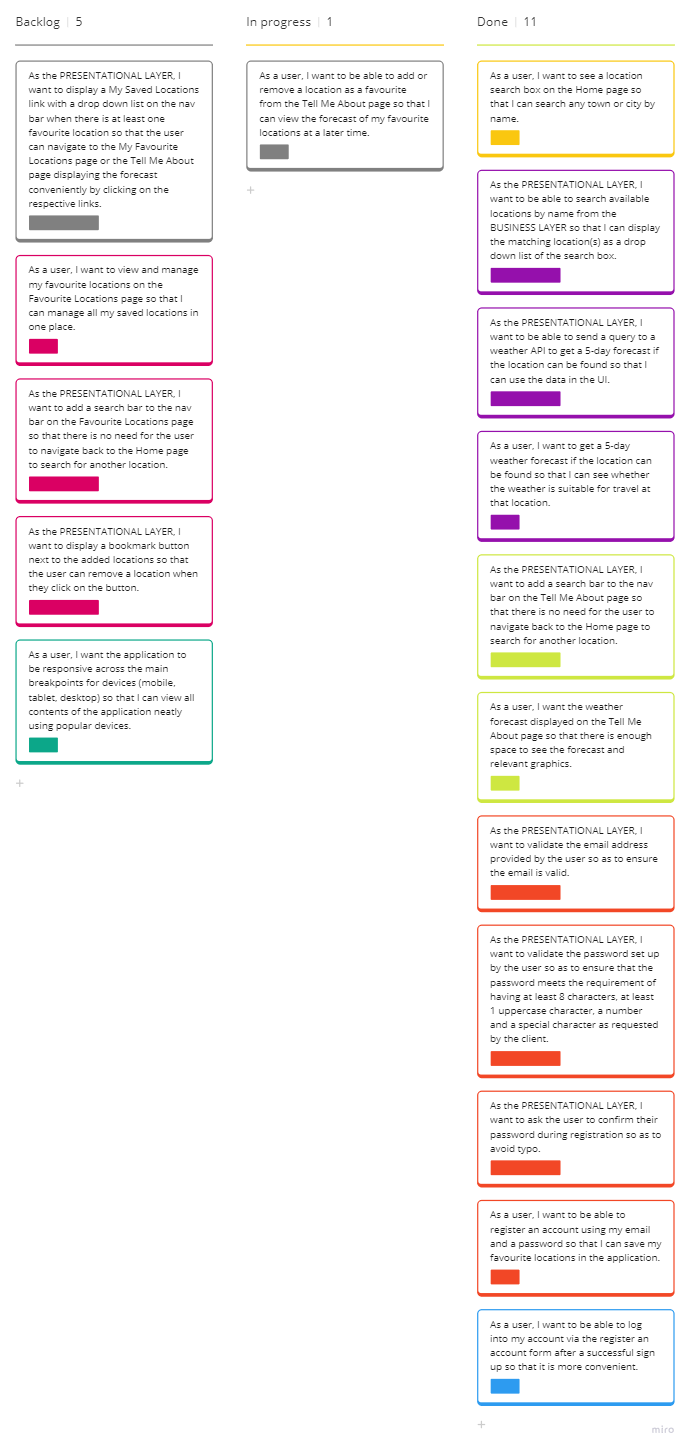 Backlog | 5
As the PRESENTATIONAL LAYER, I
want to display a My Saved Locations
link with a drop down list on the nav
bar when there is at least one
favourite location so that the user
can navigate to the My Favourite
Locations page or the Tell Me About
page displaying the forecast
conveniently by clicking on the
respective links.
As a user, I want to view and manage
my favourite locations on the
Favourite Locations page so that I
can manage all my saved locations in
one place.
As the PRESENTATIONAL LAYER, I
want to add a search bar to the nav
bar on the Favourite Locations page
so that there is no need for the user
to navigate back to the Home page
to search for another location.
As the PRESENTATIONAL LAYER, I
want to display a bookmark button
next to the added locations so that
the user can remove a location when
they click on the button.
As a user, I want the application to
be responsive across the main
breakpoints for devices (mobile,
tablet, desktop) so that I can view all
contents of the application neatly
using popular devices.
+
In progress | 1
As a user, I want to be able to add or
remove a location as a favourite
from the Tell Me About page so that I
can view the forecast of my favourite
locations at a later time.
+
Done | 11
As a user, I want to see a location
search box on the Home page so
that I can search any town or city by
name.
As the PRESENTATIONAL LAYER, I
want to be able to search available
locations by name from the
BUSINESS LAYER so that I can display
the matching location(s) as a drop
down list of the search box.
As the PRESENTATIONAL LAYER, I
want to be able to send a query to a
weather API to get a 5-day forecast if
the location can be found so that I
can use the data in the UI.
As a user, I want to get a 5-day
weather forecast if the location can
be found so that I can see whether
the weather is suitable for travel at
that location.
As the PRESENTATIONAL LAYER, I
want to add a search bar to the nav
bar on the Tell Me About page so
that there is no need for the user to
navigate back to the Home page to
search for another location.
As a user, I want the weather
forecast displayed on the Tell Me
About page so that there is enough
space to see the forecast and
relevant graphics.
As the PRESENTATIONAL LAYER, I
want to validate the email address
provided by the user so as to ensure
the email is valid.
As the PRESENTATIONAL LAYER, I
want to validate the password set up
by the user so as to ensure that the
password meets the requirement of
having at least 8 characters, at least
1 uppercase character, a number
and a special character as requested
by the client.
As the PRESENTATIONAL LAYER, I
want to ask the user to confirm their
password during registration so as to
avoid typo.
As a user, I want to be able to
register an account using my email
and a password so that I can save my
favourite locations in the application.
As a user, I want to be able to log
into my account via the register an
account form after a successful sign
up so that it is more convenient.
+
miro